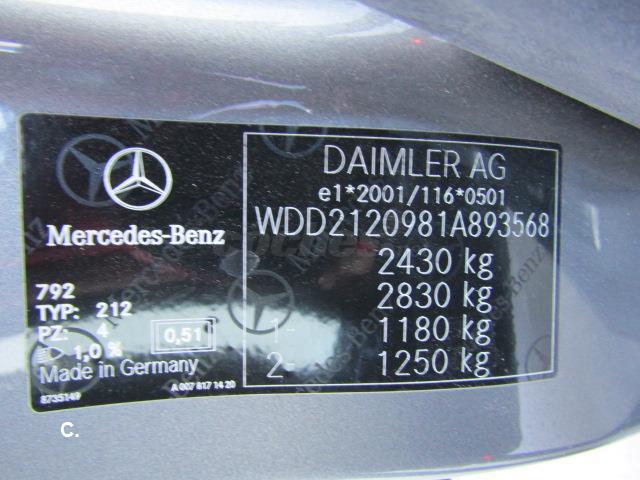 Mercedes-Benz
792
TYP: 212
PZ: 4
1,0 %
0,51
Made in Germany
8735149
A 007 817 14 20
DAIMLER AG
e1*2001/116*0501
WDD2120981A893568
2430 kg
2830 kg
1- 1180 kg
2- 1250 kg
C.